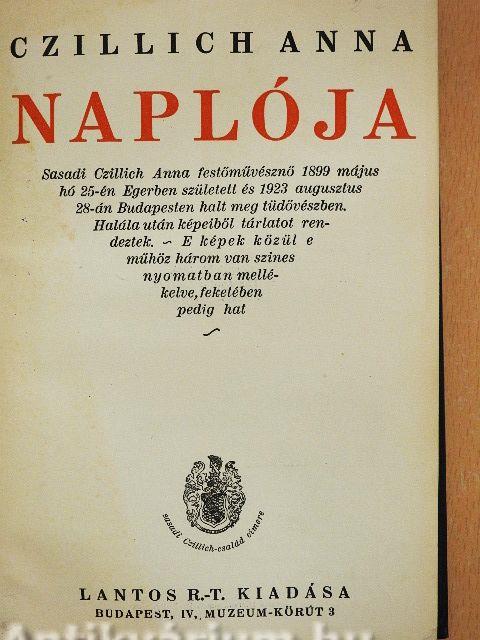 CZILLICH ANNA
NAPLÓJA
Sasadi Czillich Anna festőművésznő 1899 május
hó 25-én Egerben született és 1923 augusztus
28-án Budapesten halt meg tüdővészben.
Halála után képeiből tárlatot ren-
deztek. ~ E képek közül e
műhöz három van szines
nyomatban mellé-
kelve, feketében
pedig hat
~
sasadi Czillich-család címere
LANTOS R.-T. KIADÁSA
BUDAPEST, IV., MUZEUM-KÖRÚT 3
Antikvárium.hu